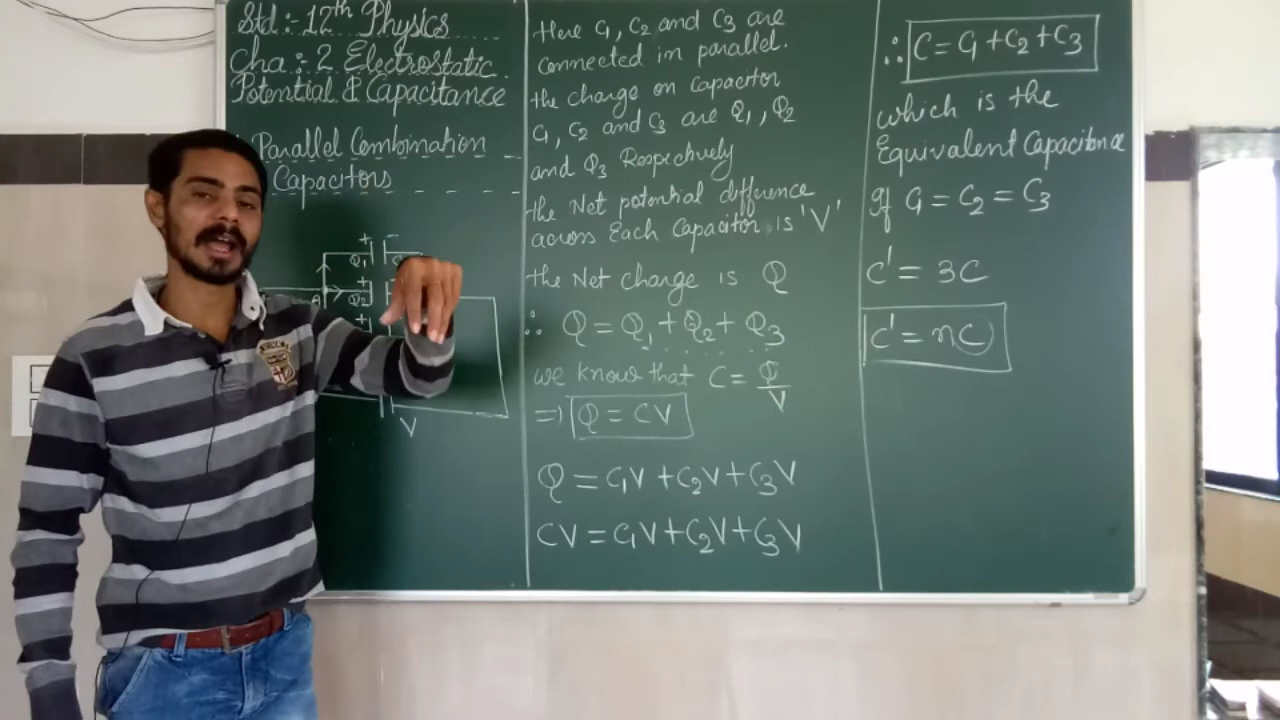 Std:- 12th Physics
Cha:- 2 Electrostatic
Potential & Capacitance
Parallel Combination
Capacitors
+ -
Q1 C
+
A Q2
+
V
Here C1, C2 and C3 are
connected in parallel.
the charge on capacitor
C1, C2 and C3 are Q1, Q2
and Q3 Respectively
the Net potential difference
across Each Capacitor is 'V'
the Net charge is Q
∴ Q = Q1 + Q2 + Q3
we know that C = Q/V
⇒ Q = CV
Q = C1V + C2V + C3V
CV = C1V + C2V + C3V
∴ C = C1 + C2 + C3
which is the
Equivalent Capacitance
If C1 = C2 = C3
C' = 3C
C' = nC